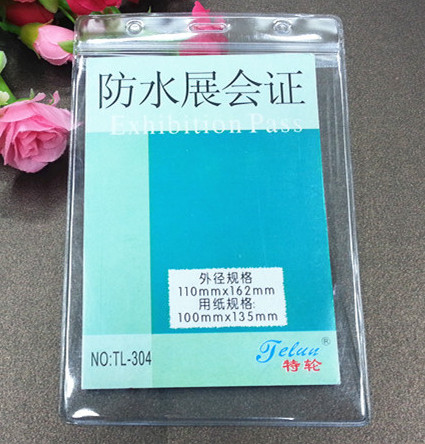 防水展会证
Exhibition Pass
外径规格
110mmx162mm
用纸规格:
100mmx135mm
NO:TL-304
Telun®
特轮